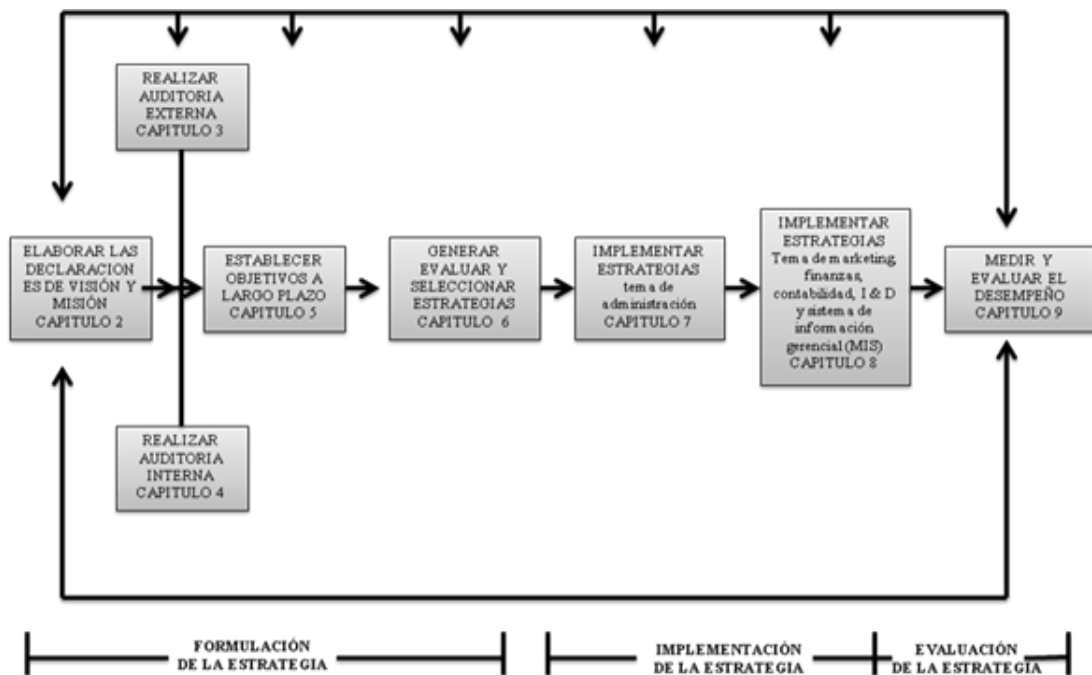 REALIZAR
AUDITORIA
EXTERNA
CAPITULO 3
ELABORAR LAS
DECLARACION
ES DE VISIÓN Y
MISIÓN
CAPITULO 2
ESTABLECER
OBJETIVOS A
LARGO PLAZO
CAPITULO 5
GENERAR
EVALUAR Y
SELECCIONAR
ESTRATEGIAS
CAPITULO 6
IMPLEMENTAR
ESTRATEGIAS
tema de
administración
CAPITULO 7
IMPLEMENTAR
ESTRATEGIAS
Tema de marketing,
finanzas,
contabilidad, I & D
y sistema de
información
gerencial (MIS)
CAPITULO 8
MEDIR Y
EVALUAR EL
DESEMPEÑO
CAPITULO 9
REALIZAR
AUDITORIA
INTERNA
CAPITULO 4
FORMULACIÓN
DE LA ESTRATEGIA
IMPLEMENTACIÓN
DE LA ESTRATEGIA
EVALUACIÓN
DE LA ESTRATEGIA